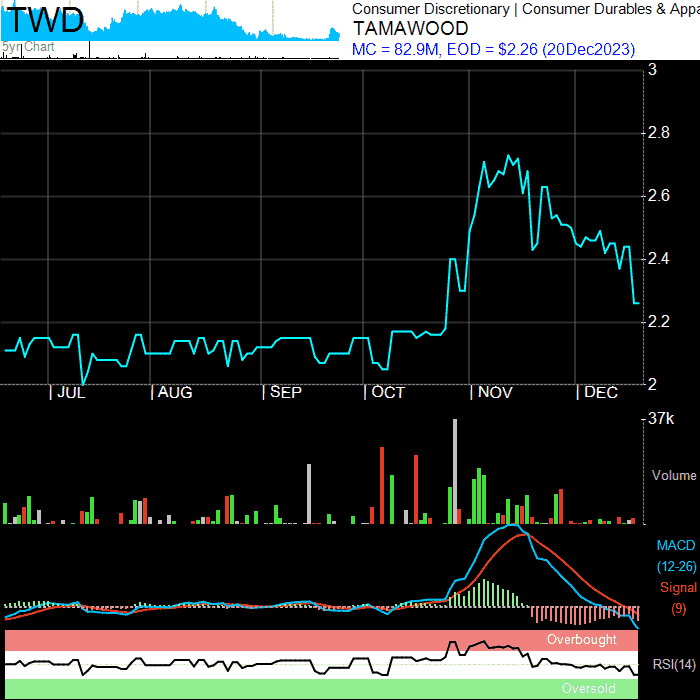 TWD
5yr Chart
Consumer Discretionary | Consumer Durables & Appa
TAMAWOOD
MC = 82.9M, EOD = $2.26 (20Dec2023)
3
2.8
2.6
2.4
2.2
2
| JUL | AUG | SEP | OCT | NOV | DEC
37k
Volume
MACD
(12-26)
Signal
(9)
Overbought
RSI(14)
Oversold